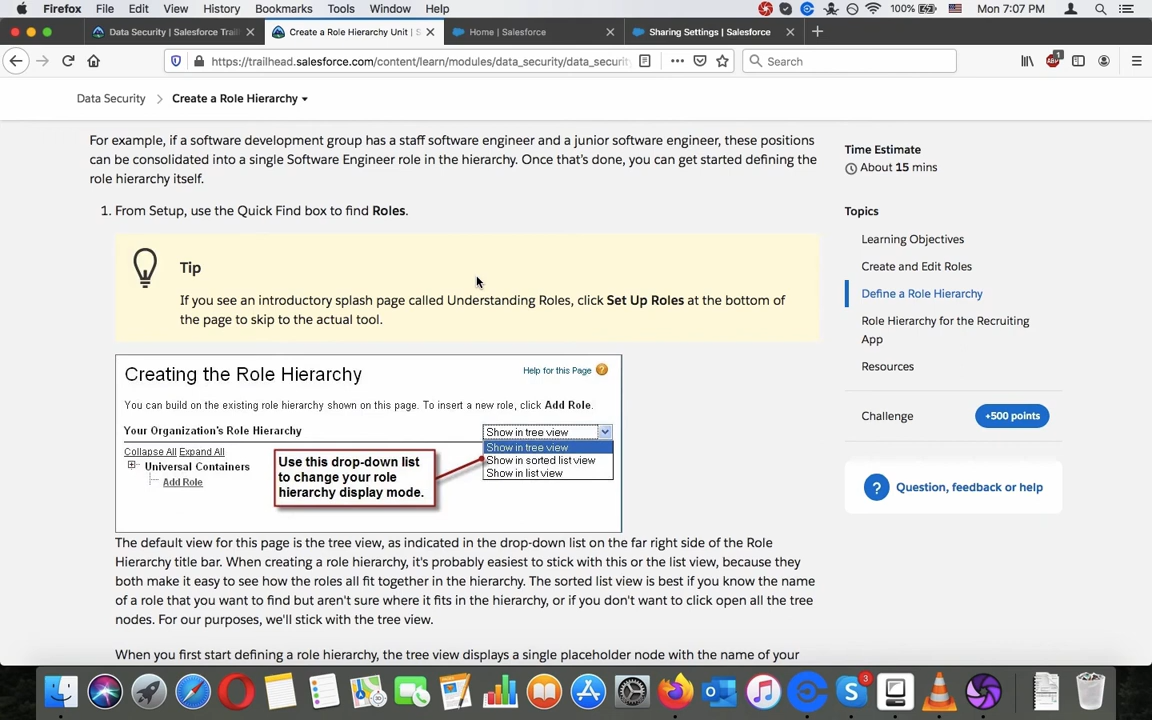 Firefox File Edit View History Bookmarks Tools Window Help 100% Mon 7:07 PM
Data Security | Salesforce Trail
Create a Role Hierarchy Unit | S
Home | Salesforce
Sharing Settings | Salesforce
https://trailhead.salesforce.com/content/learn/modules/data_security/data_securit
Search
ABP 1
Data Security
Create a Role Hierarchy
For example, if a software development group has a staff software engineer and a junior software engineer, these positions
can be consolidated into a single Software Engineer role in the hierarchy. Once that's done, you can get started defining the
role hierarchy itself.
1. From Setup, use the Quick Find box to find Roles.
Tip
If you see an introductory splash page called Understanding Roles, click Set Up Roles at the bottom of
the page to skip to the actual tool.
Creating the Role Hierarchy
Help for this Page ?
You can build on the existing role hierarchy shown on this page. To insert a new role, click Add Role.
Your Organization's Role Hierarchy
Show in tree view
Show in tree view
Show in sorted list view
Show in list view
Collapse All Expand All
Universal Containers
Add Role
Use this drop-down list
to change your role
hierarchy display mode.
The default view for this page is the tree view, as indicated in the drop-down list on the far right side of the Role
Hierarchy title bar. When creating a role hierarchy, it's probably easiest to stick with this or the list view, because they
both make it easy to see how the roles all fit together in the hierarchy. The sorted list view is best if you know the name
of a role that you want to find but aren't sure where it fits in the hierarchy, or if you don't want to click open all the tree
nodes. For our purposes, we'll stick with the tree view.
When you first start defining a role hierarchy, the tree view displays a single placeholder node with the name of your
Time Estimate
About 15 mins
Topics
Learning Objectives
Create and Edit Roles
Define a Role Hierarchy
Role Hierarchy for the Recruiting
App
Resources
Challenge
+500 points
? Question, feedback or help
3